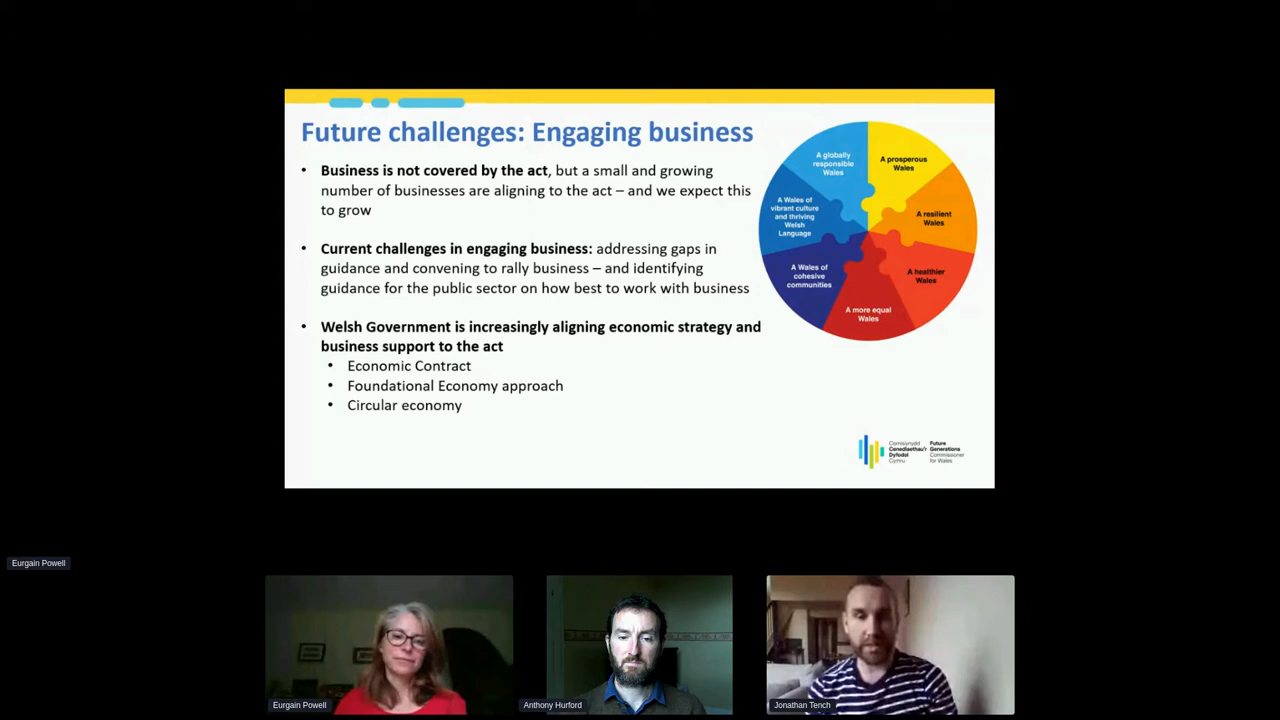 Future challenges: Engaging business
• Business is not covered by the act, but a small and growing
number of businesses are aligning to the act – and we expect this
to grow
• Current challenges in engaging business: addressing gaps in
guidance and convening to rally business – and identifying
guidance for the public sector on how best to work with business
• Welsh Government is increasingly aligning economic strategy and
business support to the act
• Economic Contract
• Foundational Economy approach
• Circular economy
A globally
responsible
Wales
A prosperous
Wales
A resilient
Wales
A healthier
Wales
A more equal
Wales
A Wales of
cohesive
communities
A Wales of
vibrant culture
and thriving
Welsh
Language
Comisiynydd
Cenedlaethau'r
Dyfodol
Cymru
Future
Generations
Commissioner
for Wales
Eurgain Powell
Eurgain Powell
Anthony Hurford
Jonathan Tench